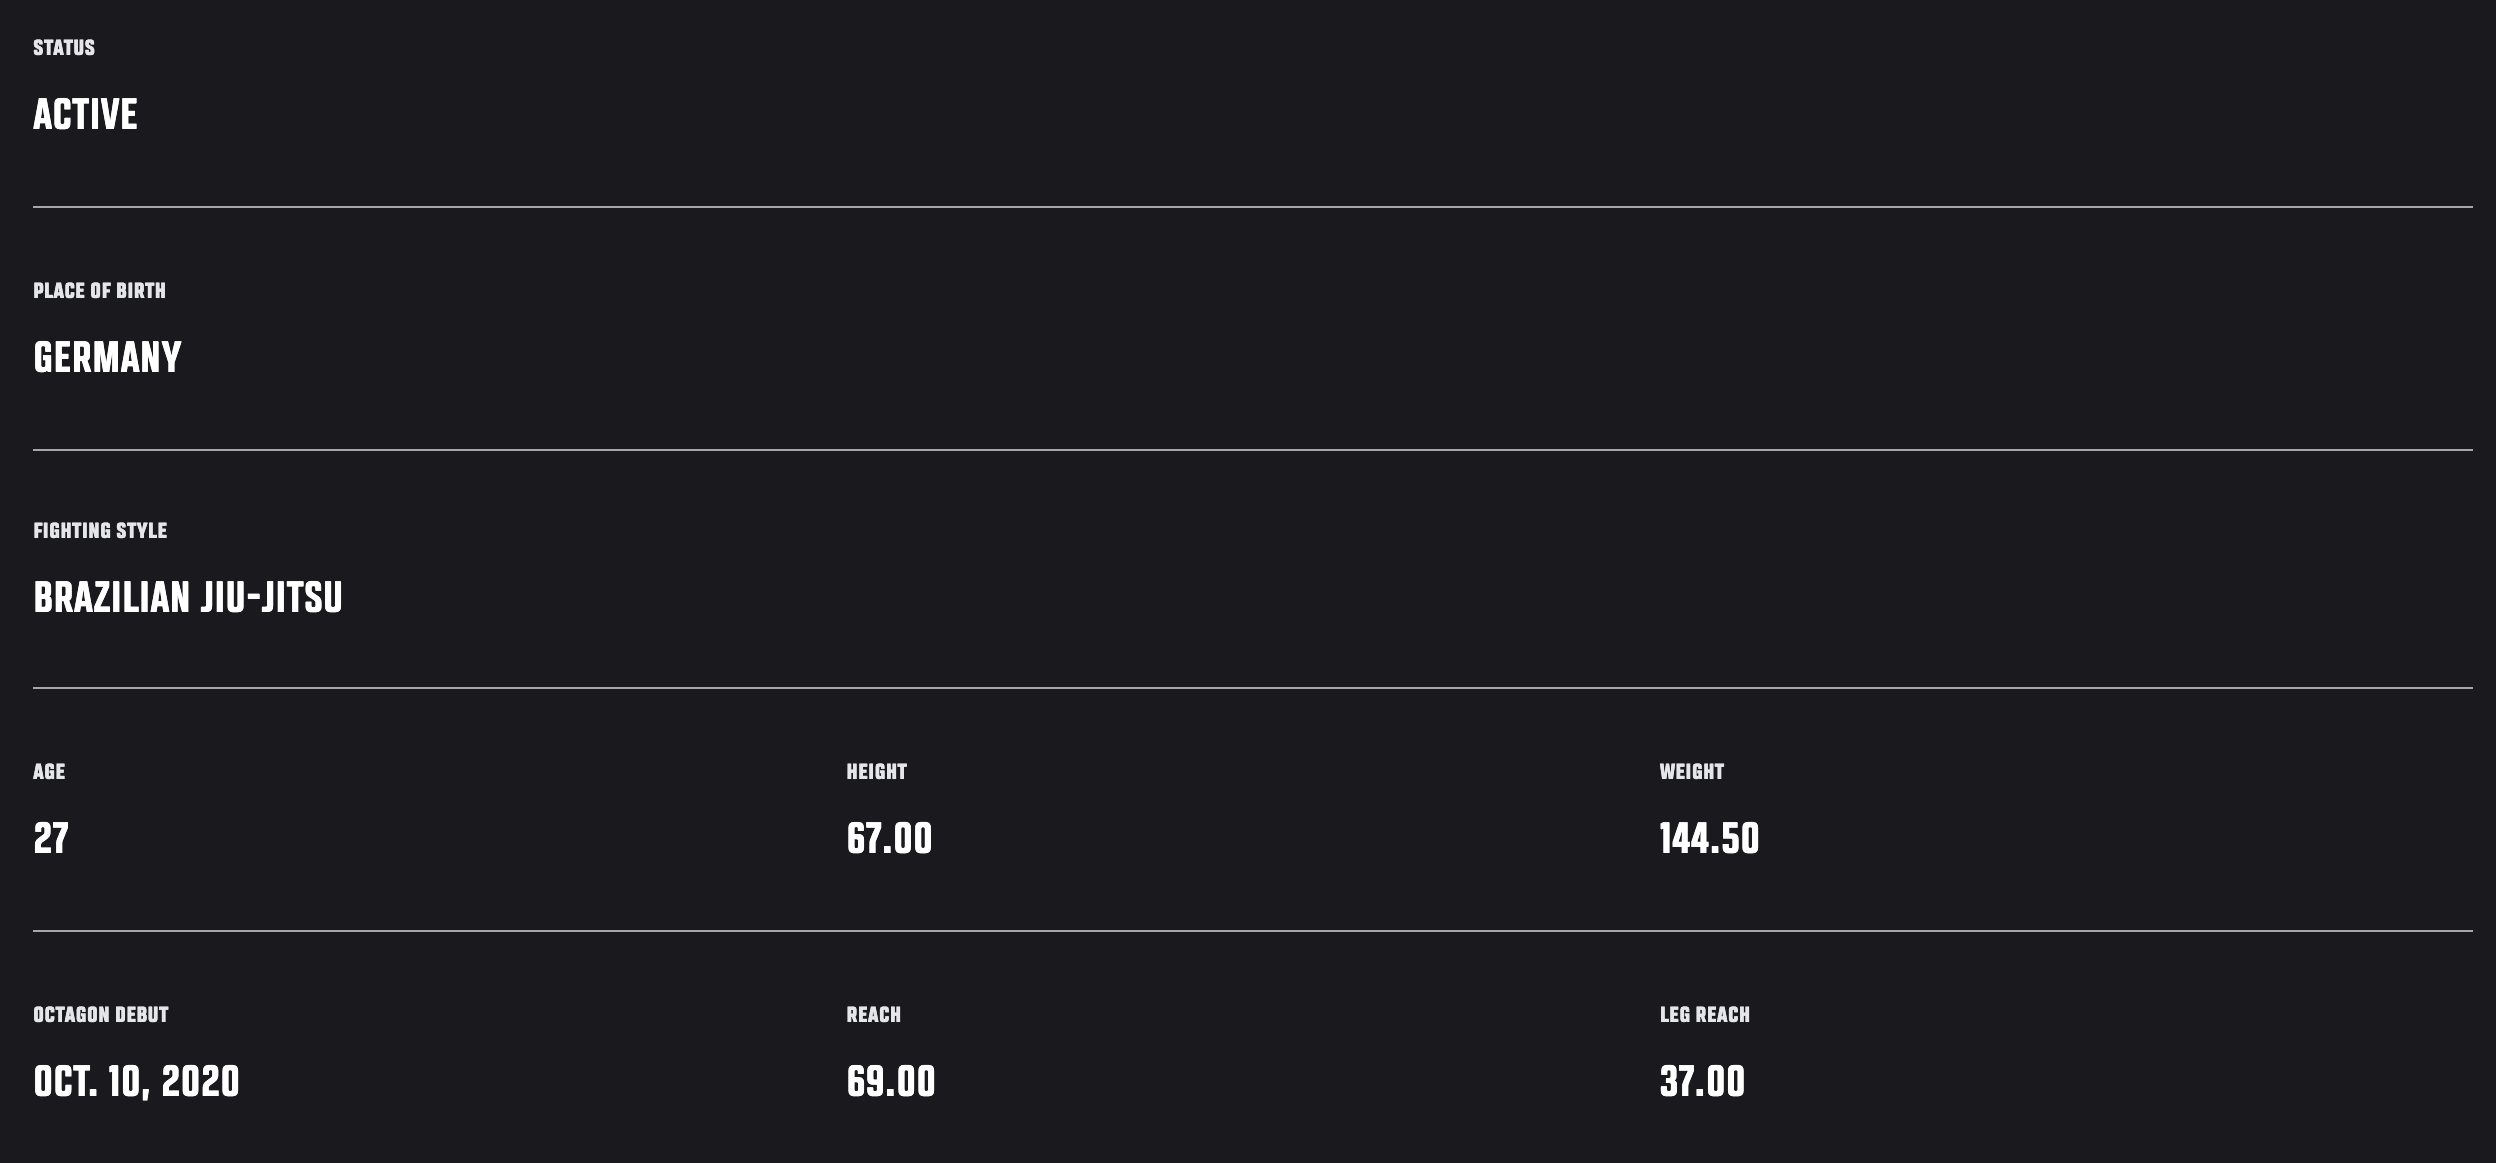 STATUS
ACTIVE
PLACE OF BIRTH
GERMANY
FIGHTING STYLE
BRAZILIAN JIU-JITSU
AGE
27
HEIGHT
67.00
WEIGHT
144.50
OCTAGON DEBUT
OCT. 10, 2020
REACH
69.00
LEG REACH
37.00